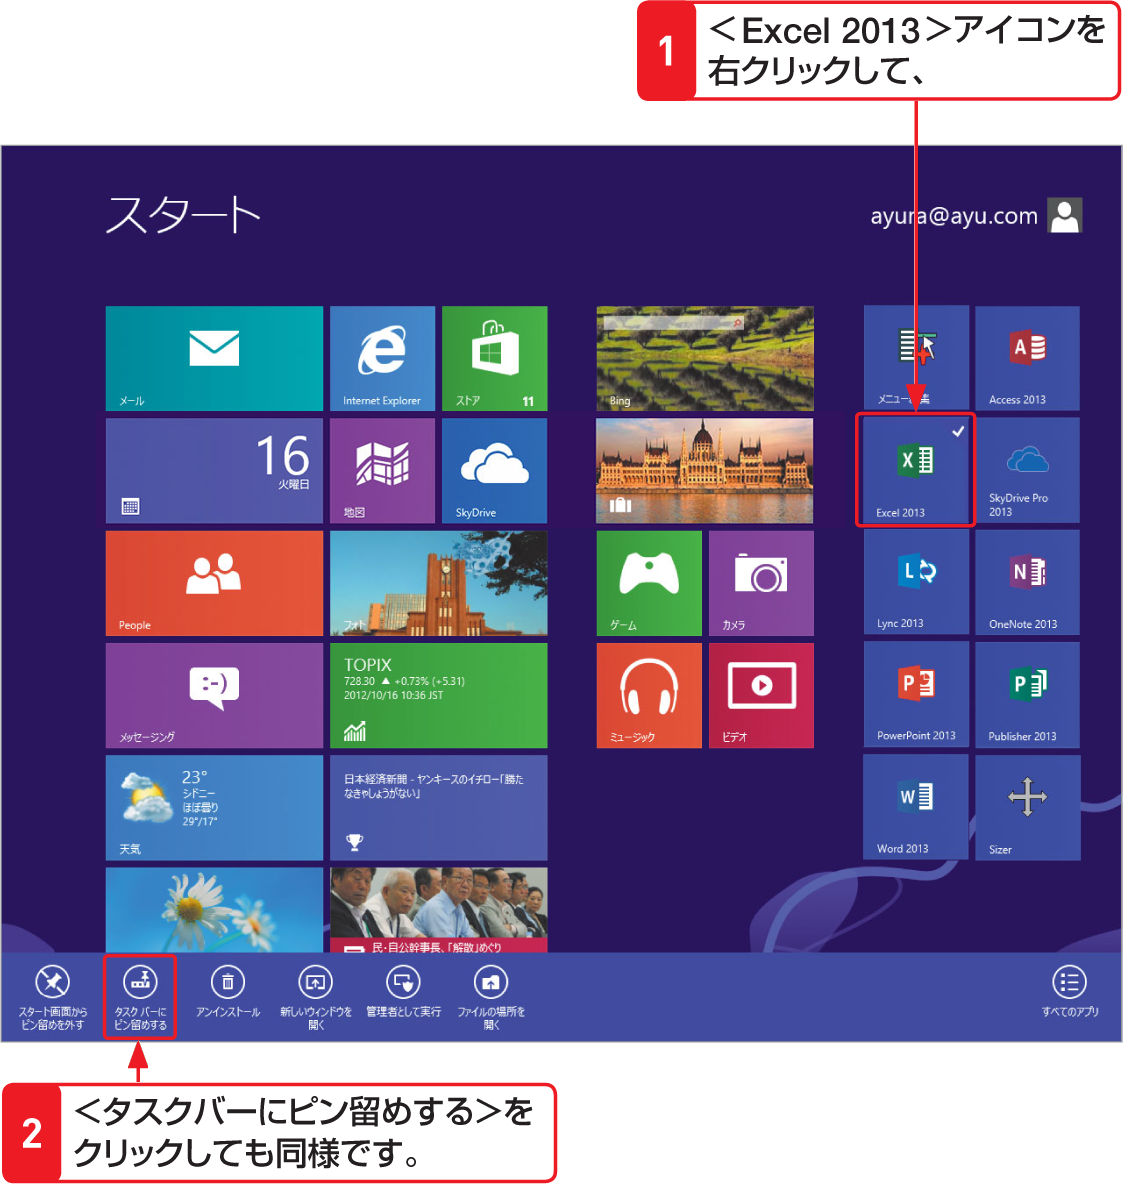 1
＜Excel 2013＞アイコンを
右クリックして、
スタート
ayura@ayu.com
メール
Internet Explorer
ストア
11
Bing
Access 2013
16
火曜日
地図
SkyDrive
Excel 2013
SkyDrive Pro
2013
People
フォト
ゲーム
カメラ
Lync 2013
OneNote 2013
メッセージング
TOPIX
728.30 ▲ +0.73% (+5.31)
2012/10/16 10:36 JST
ミュージック
ビデオ
PowerPoint 2013
Publisher 2013
23°
シドニー
ほぼ曇り
29°/17°
天気
日本経済新聞 - ヤンキースのイチロー「勝た
なきゃしょうがない」
Word 2013
Sizer
民・自公幹事長、「解散」めぐり
スタート画面から
ピン留めを外す
タスク バーに
ピン留めする
アンインストール
新しいウィンドウを
開く
管理者として実行
ファイルの場所を
開く
すべてのアプリ
2
＜タスクバーにピン留めする＞を
クリックしても同様です。